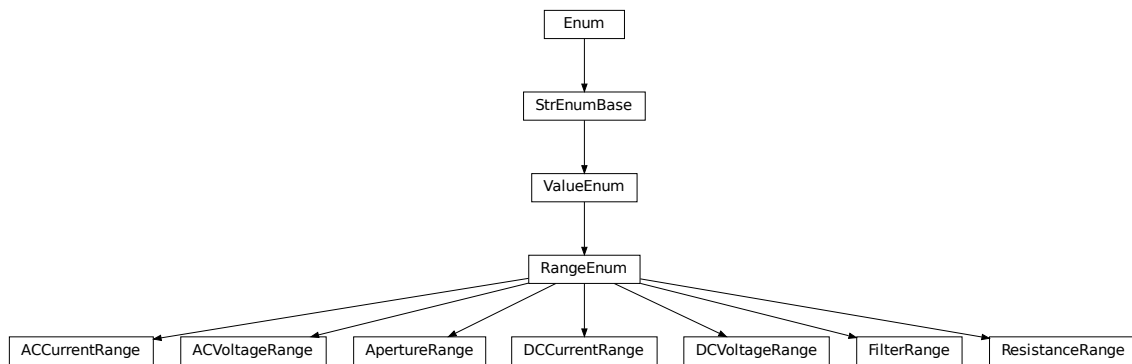 Enum
StrEnumBase
ValueEnum
RangeEnum
ACCurrentRange
ACVoltageRange
ApertureRange
DCCurrentRange
DCVoltageRange
FilterRange
ResistanceRange